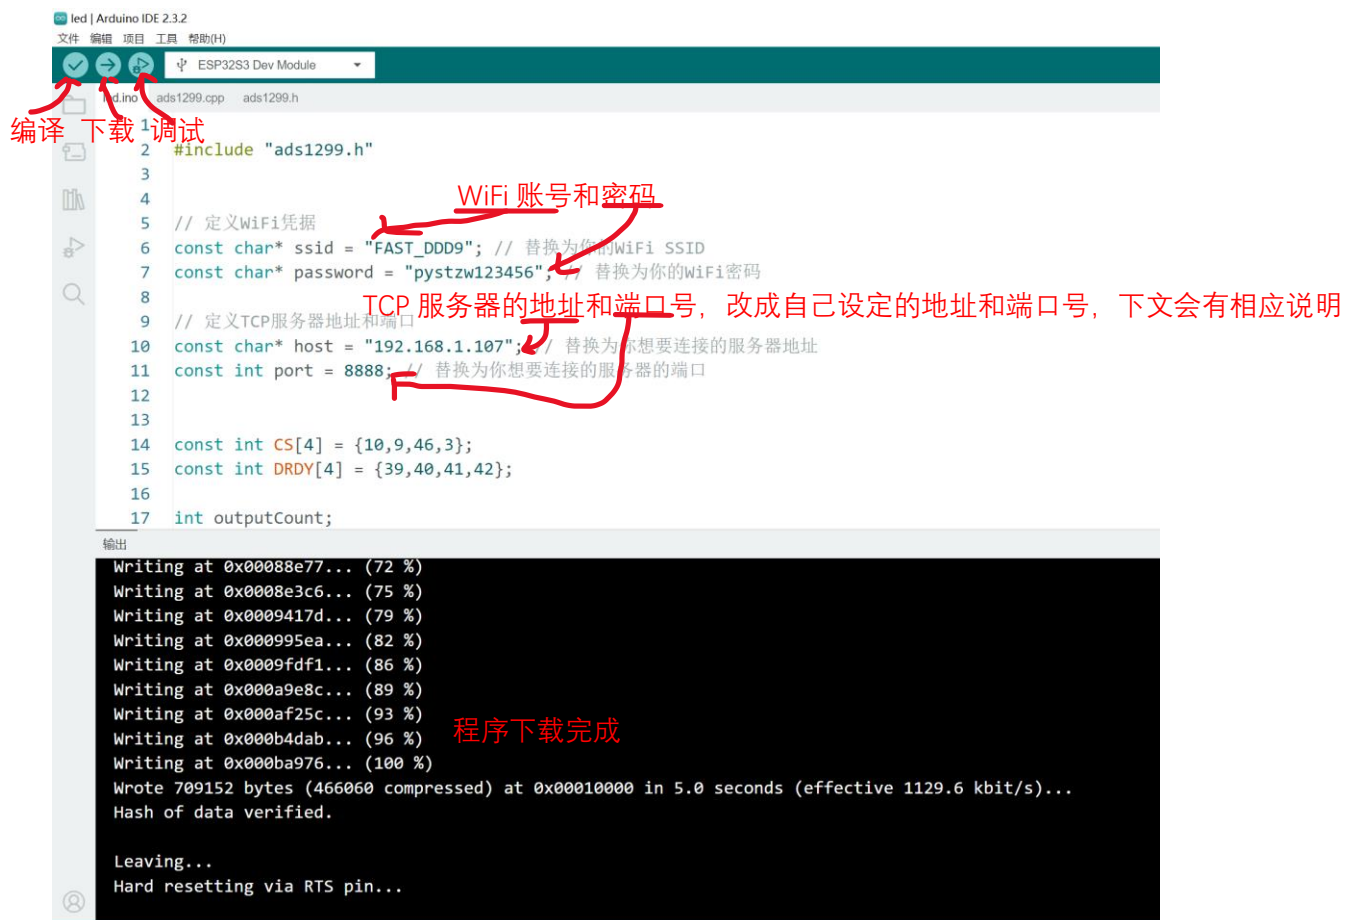 led | Arduino IDE 2.3.2
文件 编辑 项目 工具 帮助(H)
ESP32S3 Dev Module
led.ino ads1299.cpp ads1299.h
编译 下载 调试
1
2 #include "ads1299.h"
3
WiFi 账号和密码
4
5 // 定义WiFi凭据
6 const char* ssid = "FAST_DDD9"; // 替换为你的WiFi SSID
7 const char* password = "pystzw123456"; // 替换为你的WiFi密码
8
TCP 服务器的地址和端口号，改成自己设定的地址和端口号，下文会有相应说明
9 // 定义TCP服务器地址和端口
10 const char* host = "192.168.1.107"; // 替换为你想要连接的服务器地址
11 const int port = 8888; // 替换为你想要连接的服务器的端口
12
13
14 const int CS[4] = {10,9,46,3};
15 const int DRDY[4] = {39,40,41,42};
16
17 int outputCount;
输出
Writing at 0x00088e77... (72 %)
Writing at 0x0008e3c6... (75 %)
Writing at 0x0009417d... (79 %)
Writing at 0x000995ea... (82 %)
Writing at 0x0009fdf1... (86 %)
Writing at 0x000a9e8c... (89 %)
Writing at 0x000af25c... (93 %)
程序下载完成
Writing at 0x000b4dab... (96 %)
Writing at 0x000ba976... (100 %)
Wrote 709152 bytes (466060 compressed) at 0x00010000 in 5.0 seconds (effective 1129.6 kbit/s)...
Hash of data verified.
Leaving...
Hard resetting via RTS pin...